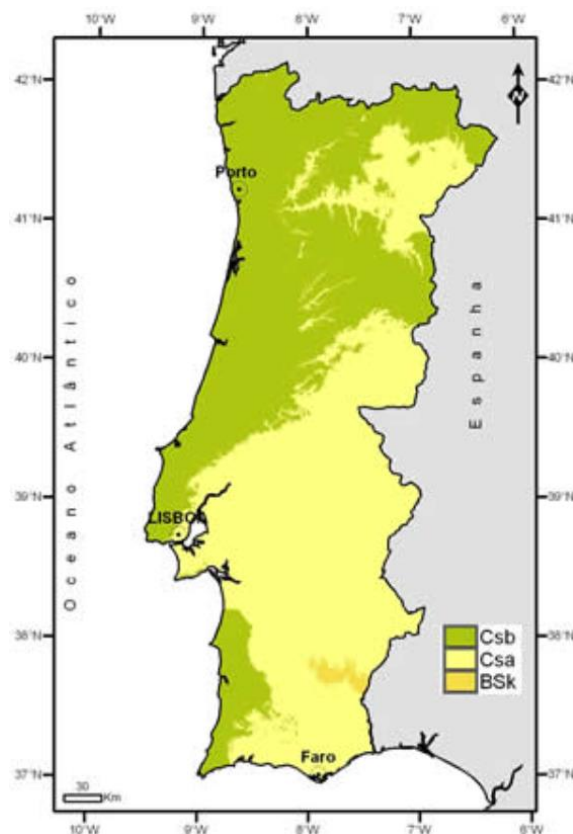 10°W 9°W 8°W 7°W 6°W
42°N 42°N
N
Porto
41°N 41°N
40°N 40°N
Oceano Atlântico
Espanha
39°N 39°N
LISBOA
38°N 38°N
Csb
Csa
BSk
Faro
37°N 37°N
30
Km
10°W 9°W 8°W 7°W 6°W